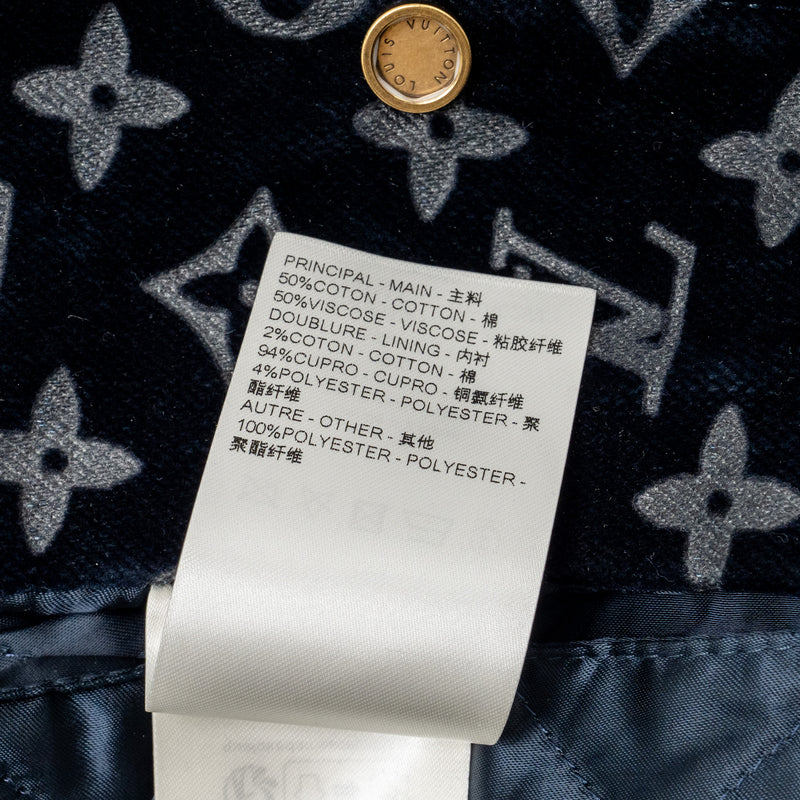 LOUIS VUITTON
PRINCIPAL - MAIN - 主料
50%COTON - COTTON - 棉
50%VISCOSE - VISCOSE - 粘胶纤维
DOUBLURE - LINING - 内衬
2%COTON - COTTON - 棉
94%CUPRO - CUPRO - 铜氨纤维
4%POLYESTER - POLYESTER - 聚
酯纤维
AUTRE - OTHER - 其他
100%POLYESTER - POLYESTER -
聚酯纤维